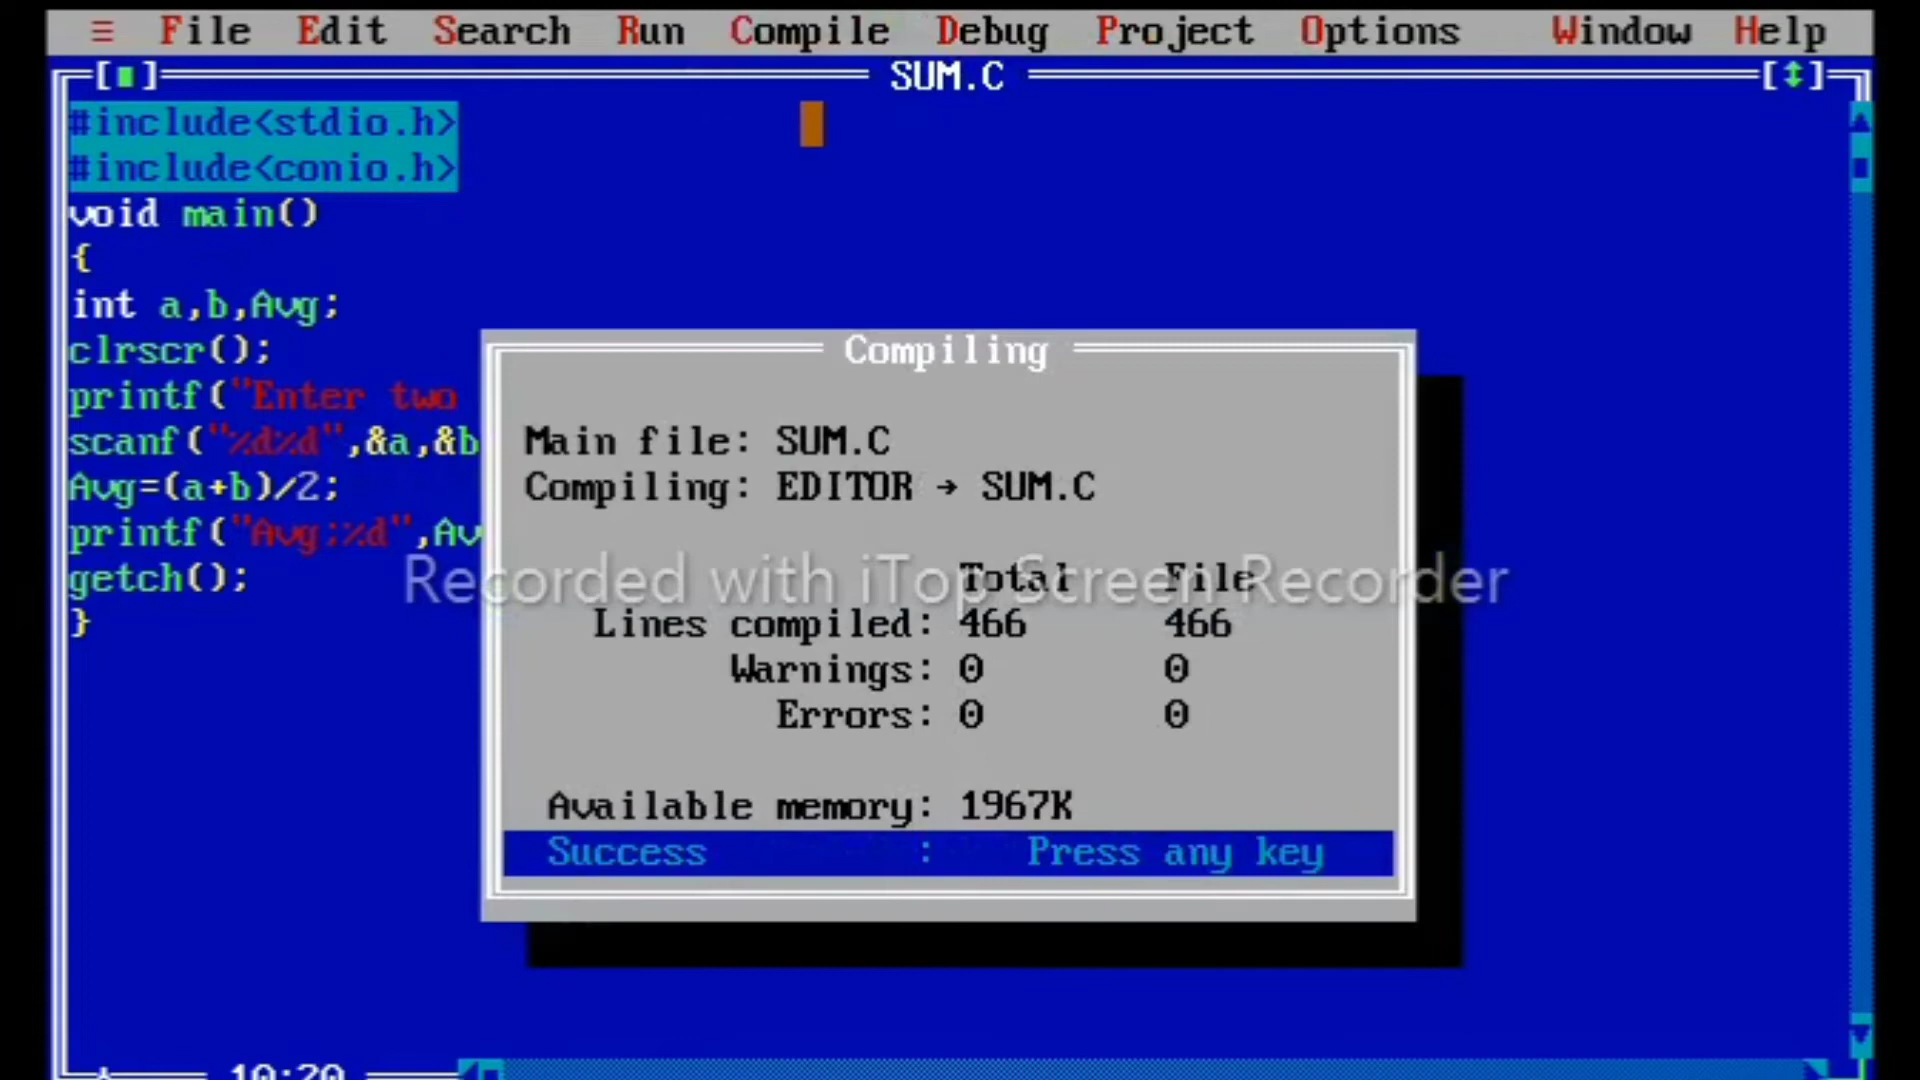 ≡ File Edit Search Run Compile Debug Project Options Window Help
[■] SUM.C [↕]
#include<stdio.h>
#include<conio.h>
void main()
{
int a,b,Avg;
clrscr();
printf("Enter two
scanf("%d%d",&a,&b
Avg=(a+b)/2;
printf("Avg:%d",Av
getch();
}
Compiling
Main file: SUM.C
Compiling: EDITOR → SUM.C
Total File
Lines compiled: 466 466
Warnings: 0 0
Errors: 0 0
Available memory: 1967K
Success : Press any key
Recorded with iTop Screen Recorder
10:20